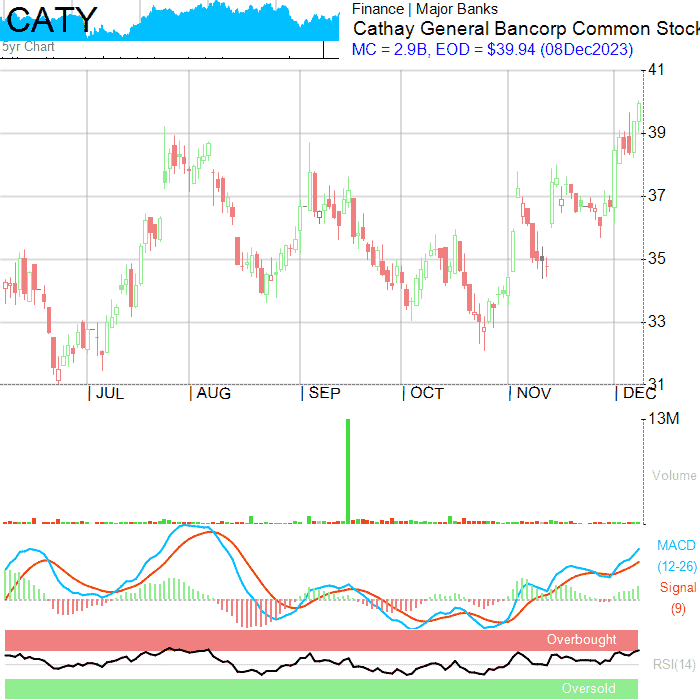 CATY
5yr Chart
Finance | Major Banks
Cathay General Bancorp Common Stock
MC = 2.9B, EOD = $39.94 (08Dec2023)
41
39
37
35
33
31
| JUL | AUG | SEP | OCT | NOV | DEC
13M
Volume
MACD
(12-26)
Signal
(9)
Overbought
RSI(14)
Oversold